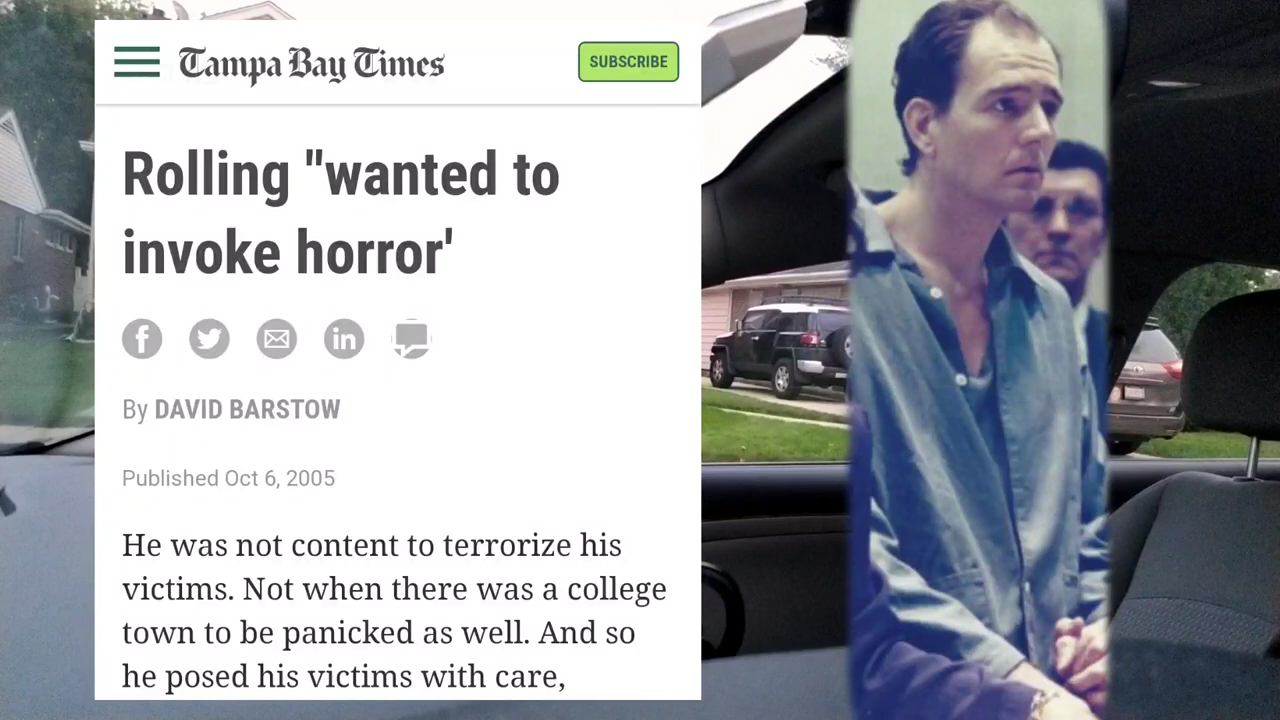 Tampa Bay Times
SUBSCRIBE
Rolling "wanted to
invoke horror'
By DAVID BARSTOW
Published Oct 6, 2005
He was not content to terrorize his
victims. Not when there was a college
town to be panicked as well. And so
he posed his victims with care,